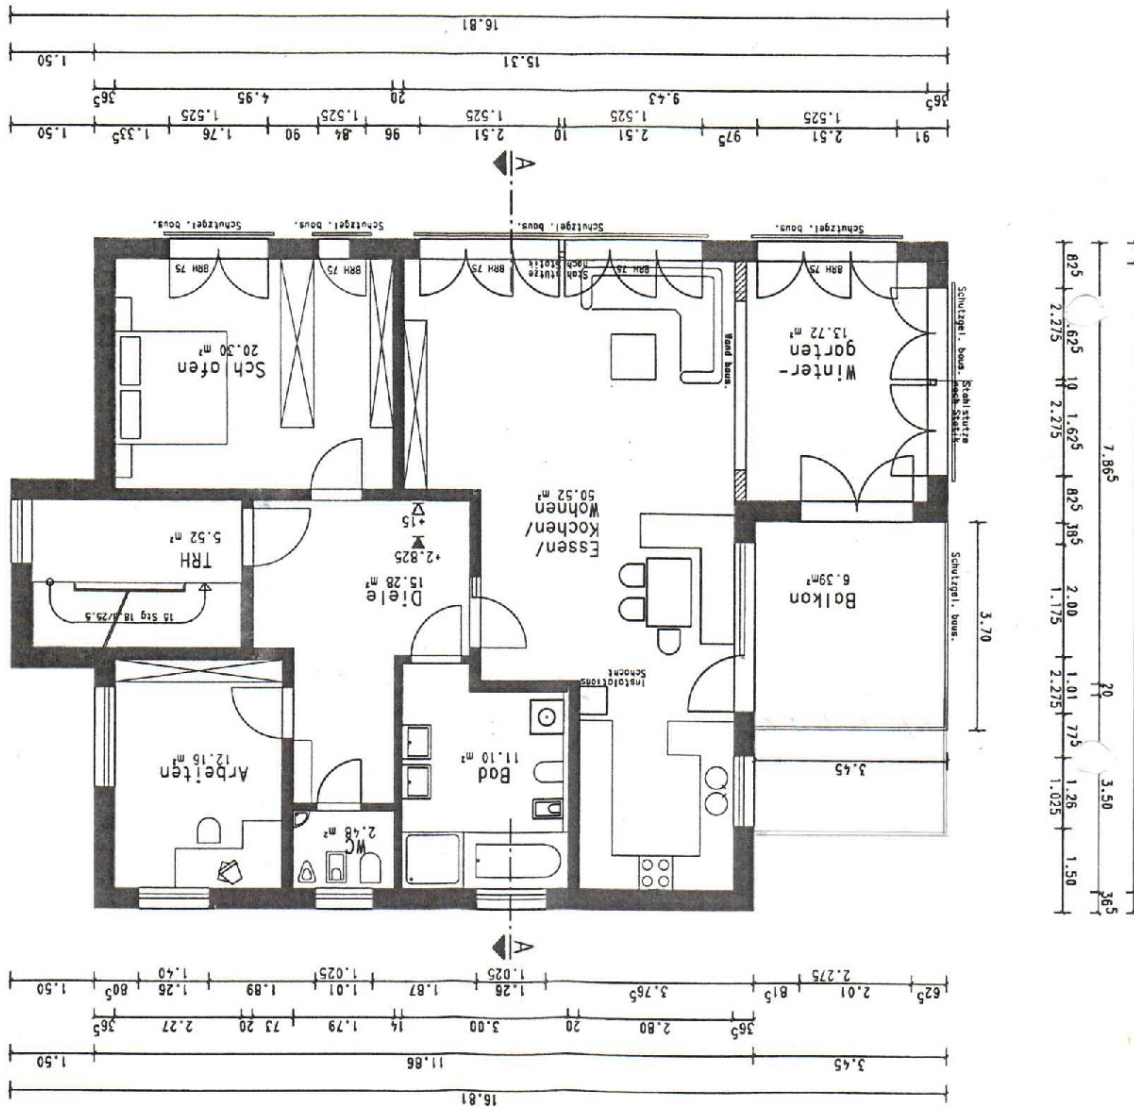 16.81
3.45 11.86 1.50
36⁵ 2.80 20 3.00 14 1.79 73 20 2.27 36⁵
62⁵ 2.01 81⁵ 3.76⁵ 1.26 1.87 1.01 1.89 1.26 80⁵ 1.50
2.275 1.025 1.025 1.40
A
WC
2.48 m²
Bad
11.10 m²
Arbeiten
12.16 m²
3.45
Installations
Schacht
Balkon
6.39m²
Schutzgel. baus.
3.70
Diele
15.28 m²
+2.825
+15
15 Stg 18.
/25.5
TRH
5.52 m²
Essen/
Kochen/
Wohnen
50.52 m²
Winter-
garten
13.72 m²
Wand baus.
Schlafen
20.30 m²
Stahlstütze
nach Statik
Schutzgel. baus.
BRH 75
BRH 75
BRH 75
BRH 75
BRH 75
Stahlstütze
nach Statik
Schutzgel. baus.
Schutzgel. baus.
Schutzgel. baus.
Schutzgel. baus.
A
91 2.51 97⁵ 2.51 10 2.51 96 .84 90 1.76 1.33⁵ 1.50
1.525 1.525 1.525 1.525 1.525
36⁵ 9.43 20 4.95 36⁵
15.31 1.50
16.81
82⁵ 1.625 10 1.625 82⁵ 38⁵ 2.00 1.01 77⁵ 1.26 1.50
2.275 2.275 1.175 2.275 1.025
7.86⁵ 20 3.50 36⁵